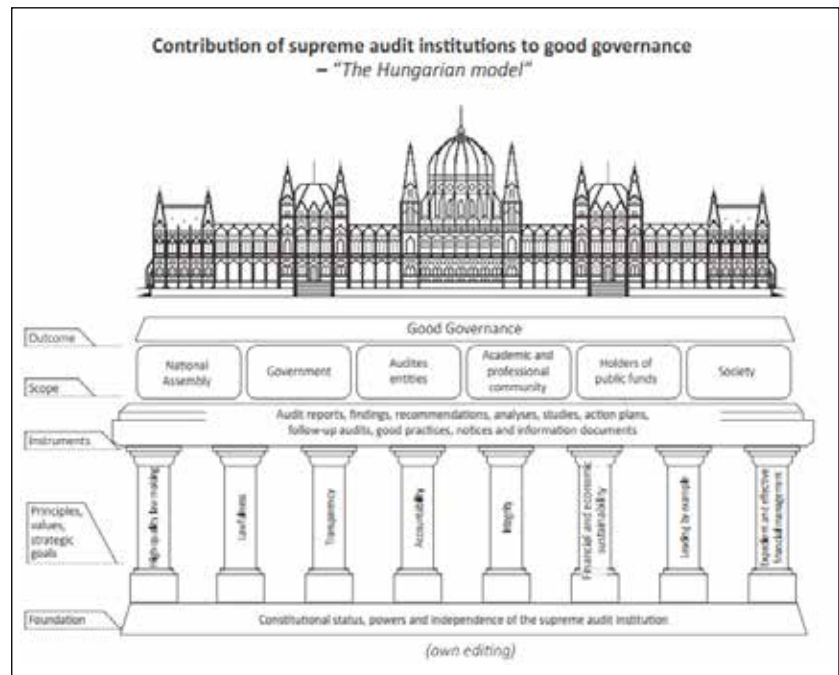 Contribution of supreme audit institutions to good governance
– "The Hungarian model"
Outcome
Good Governance
Scope
National
Assembly
Government
Audites
entities
Academic and
professional
community
Holders of
public funds
Society
Instruments
Audit reports, findings, recommendations, analyses, studies, action plans,
follow-up audits, good practices, notices and information documents
Principles,
values,
strategic
goals
High quality law making
Lawfulness
Transparency
Accountability
Integrity
Financial and economic
sustainability
Leading by example
Expedient and effective
financial management
Foundation
Constitutional status, powers and independence of the supreme audit institution
(own editing)